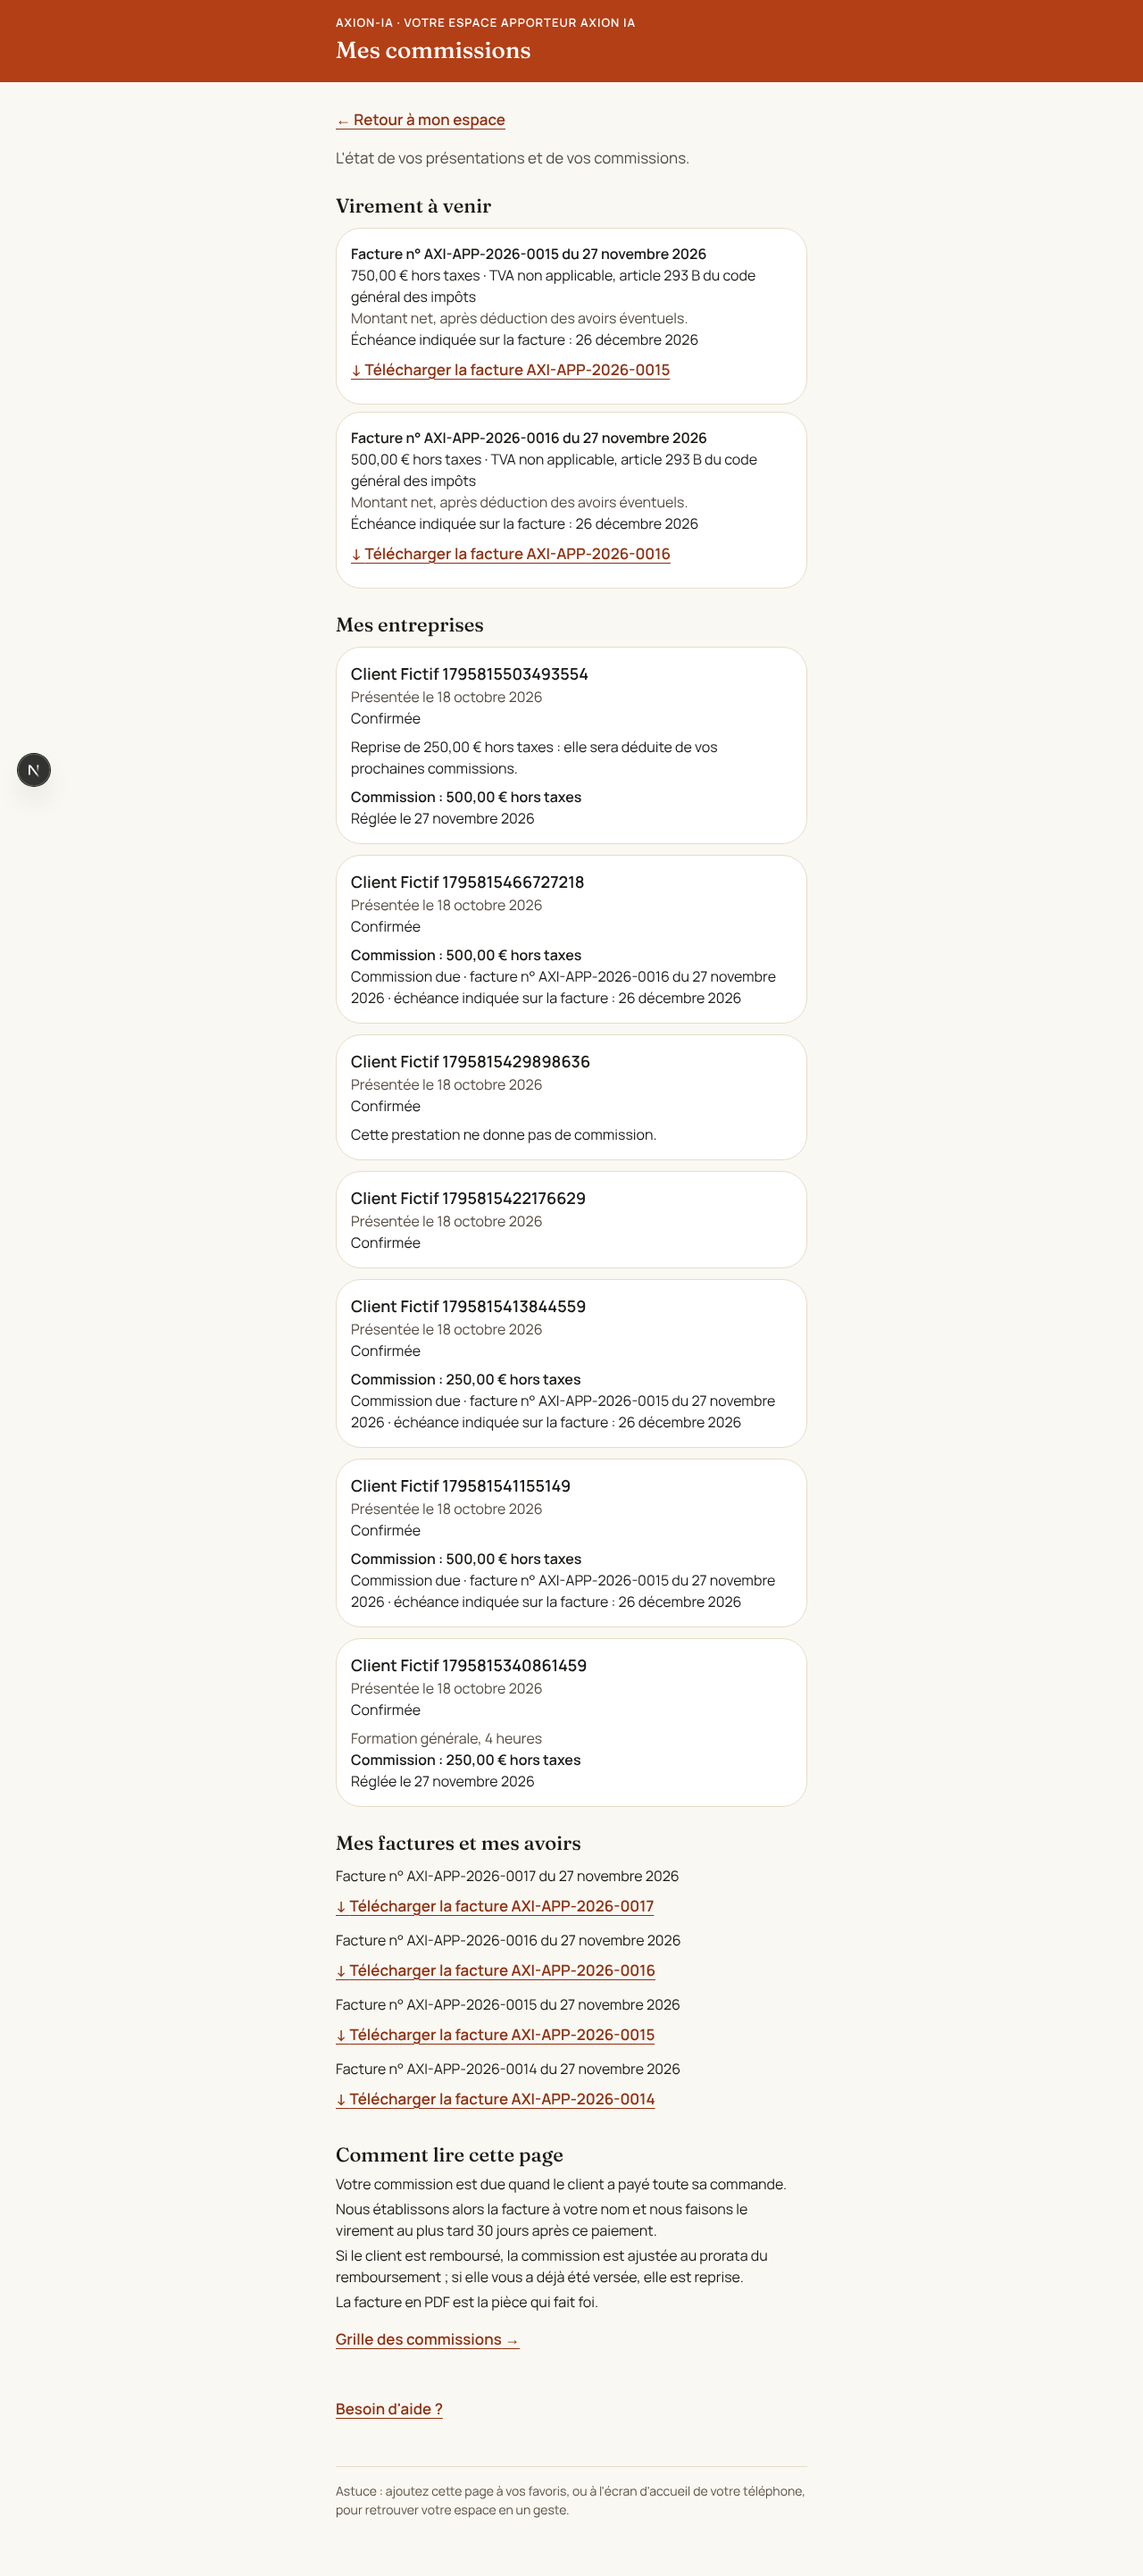 AXION-IA · VOTRE ESPACE APPORTEUR AXION IA
Mes commissions
← Retour à mon espace
L'état de vos présentations et de vos commissions.
Virement à venir
Facture n° AXI-APP-2026-0015 du 27 novembre 2026
750,00 € hors taxes · TVA non applicable, article 293 B du code
général des impôts
Montant net, après déduction des avoirs éventuels.
Échéance indiquée sur la facture : 26 décembre 2026
↓ Télécharger la facture AXI-APP-2026-0015
Facture n° AXI-APP-2026-0016 du 27 novembre 2026
500,00 € hors taxes · TVA non applicable, article 293 B du code
général des impôts
Montant net, après déduction des avoirs éventuels.
Échéance indiquée sur la facture : 26 décembre 2026
↓ Télécharger la facture AXI-APP-2026-0016
Mes entreprises
Client Fictif 1795815503493554
Présentée le 18 octobre 2026
Confirmée
Reprise de 250,00 € hors taxes : elle sera déduite de vos
prochaines commissions.
Commission : 500,00 € hors taxes
Réglée le 27 novembre 2026
Client Fictif 1795815466727218
Présentée le 18 octobre 2026
Confirmée
Commission : 500,00 € hors taxes
Commission due · facture n° AXI-APP-2026-0016 du 27 novembre
2026 · échéance indiquée sur la facture : 26 décembre 2026
Client Fictif 1795815429898636
Présentée le 18 octobre 2026
Confirmée
Cette prestation ne donne pas de commission.
Client Fictif 1795815422176629
Présentée le 18 octobre 2026
Confirmée
Client Fictif 1795815413844559
Présentée le 18 octobre 2026
Confirmée
Commission : 250,00 € hors taxes
Commission due · facture n° AXI-APP-2026-0015 du 27 novembre
2026 · échéance indiquée sur la facture : 26 décembre 2026
Client Fictif 179581541155149
Présentée le 18 octobre 2026
Confirmée
Commission : 500,00 € hors taxes
Commission due · facture n° AXI-APP-2026-0015 du 27 novembre
2026 · échéance indiquée sur la facture : 26 décembre 2026
Client Fictif 1795815340861459
Présentée le 18 octobre 2026
Confirmée
Formation générale, 4 heures
Commission : 250,00 € hors taxes
Réglée le 27 novembre 2026
Mes factures et mes avoirs
Facture n° AXI-APP-2026-0017 du 27 novembre 2026
↓ Télécharger la facture AXI-APP-2026-0017
Facture n° AXI-APP-2026-0016 du 27 novembre 2026
↓ Télécharger la facture AXI-APP-2026-0016
Facture n° AXI-APP-2026-0015 du 27 novembre 2026
↓ Télécharger la facture AXI-APP-2026-0015
Facture n° AXI-APP-2026-0014 du 27 novembre 2026
↓ Télécharger la facture AXI-APP-2026-0014
Comment lire cette page
Votre commission est due quand le client a payé toute sa commande.
Nous établissons alors la facture à votre nom et nous faisons le
virement au plus tard 30 jours après ce paiement.
Si le client est remboursé, la commission est ajustée au prorata du
remboursement ; si elle vous a déjà été versée, elle est reprise.
La facture en PDF est la pièce qui fait foi.
Grille des commissions →
Besoin d'aide ?
Astuce : ajoutez cette page à vos favoris, ou à l'écran d'accueil de votre téléphone,
pour retrouver votre espace en un geste.